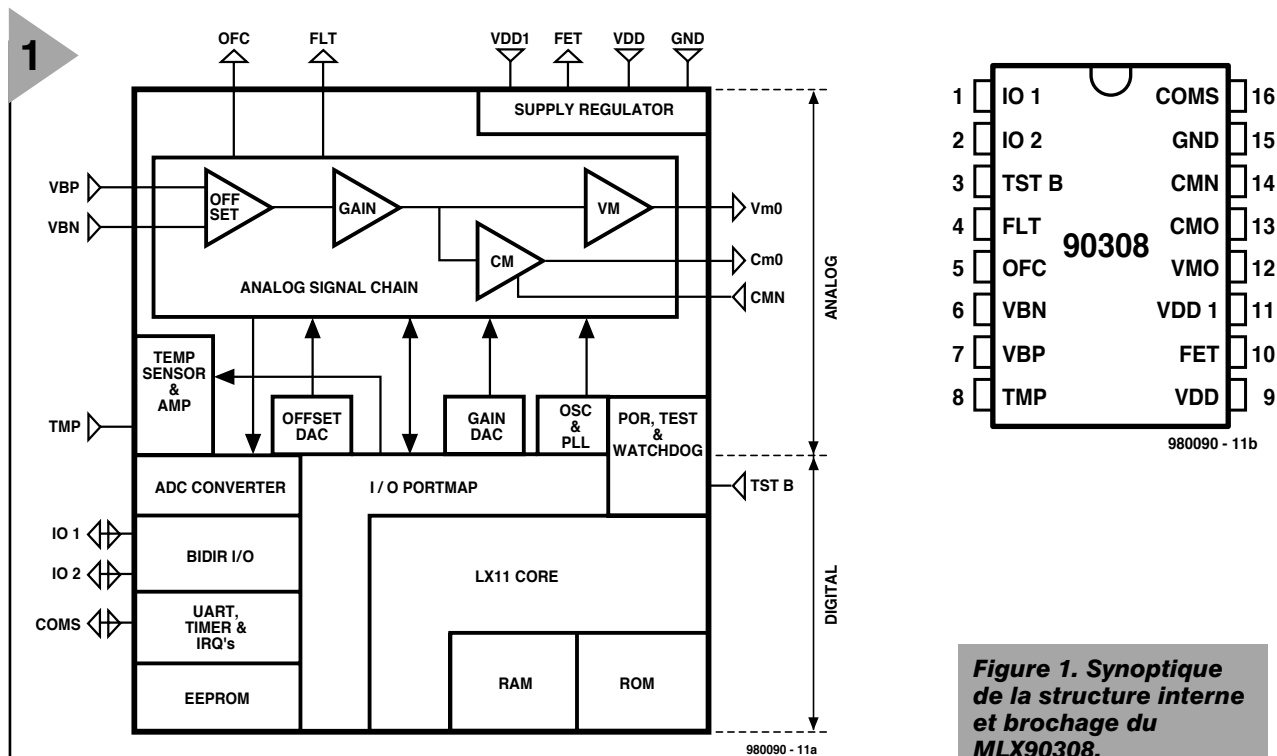 1
OFC
FLT
VDD1
FET
VDD
GND
SUPPLY REGULATOR
VBP
VBN
OFF
SET
GAIN
VM
CM
Vm0
Cm0
CMN
ANALOG SIGNAL CHAIN
ANALOG
TEMP
SENSOR
&
AMP
TMP
OFFSET
DAC
GAIN
DAC
OSC
&
PLL
POR, TEST
&
WATCHDOG
TST B
ADC CONVERTER
I / O PORTMAP
IO 1
IO 2
BIDIR I/O
LX11 CORE
DIGITAL
COMS
UART,
TIMER &
IRQ's
EEPROM
RAM
ROM
980090 - 11a
1 IO 1 COMS 16
2 IO 2 GND 15
3 TST B CMN 14
4 FLT CMO 13
90308
5 OFC VMO 12
6 VBN VDD 1 11
7 VBP FET 10
8 TMP VDD 9
980090 - 11b
Figure 1. Synoptique
de la structure interne
et brochage du
MLX90308.